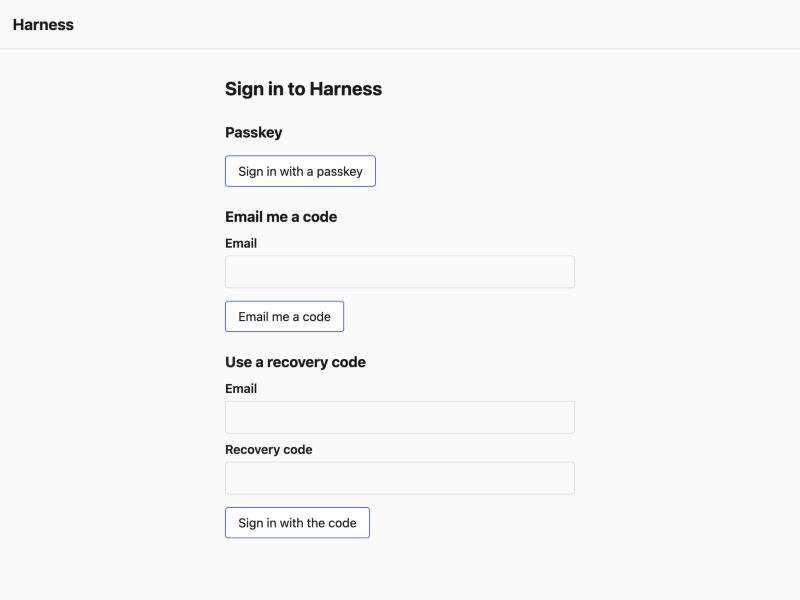 Harness
Sign in to Harness
Passkey
Sign in with a passkey
Email me a code
Email
Email me a code
Use a recovery code
Email
Recovery code
Sign in with the code